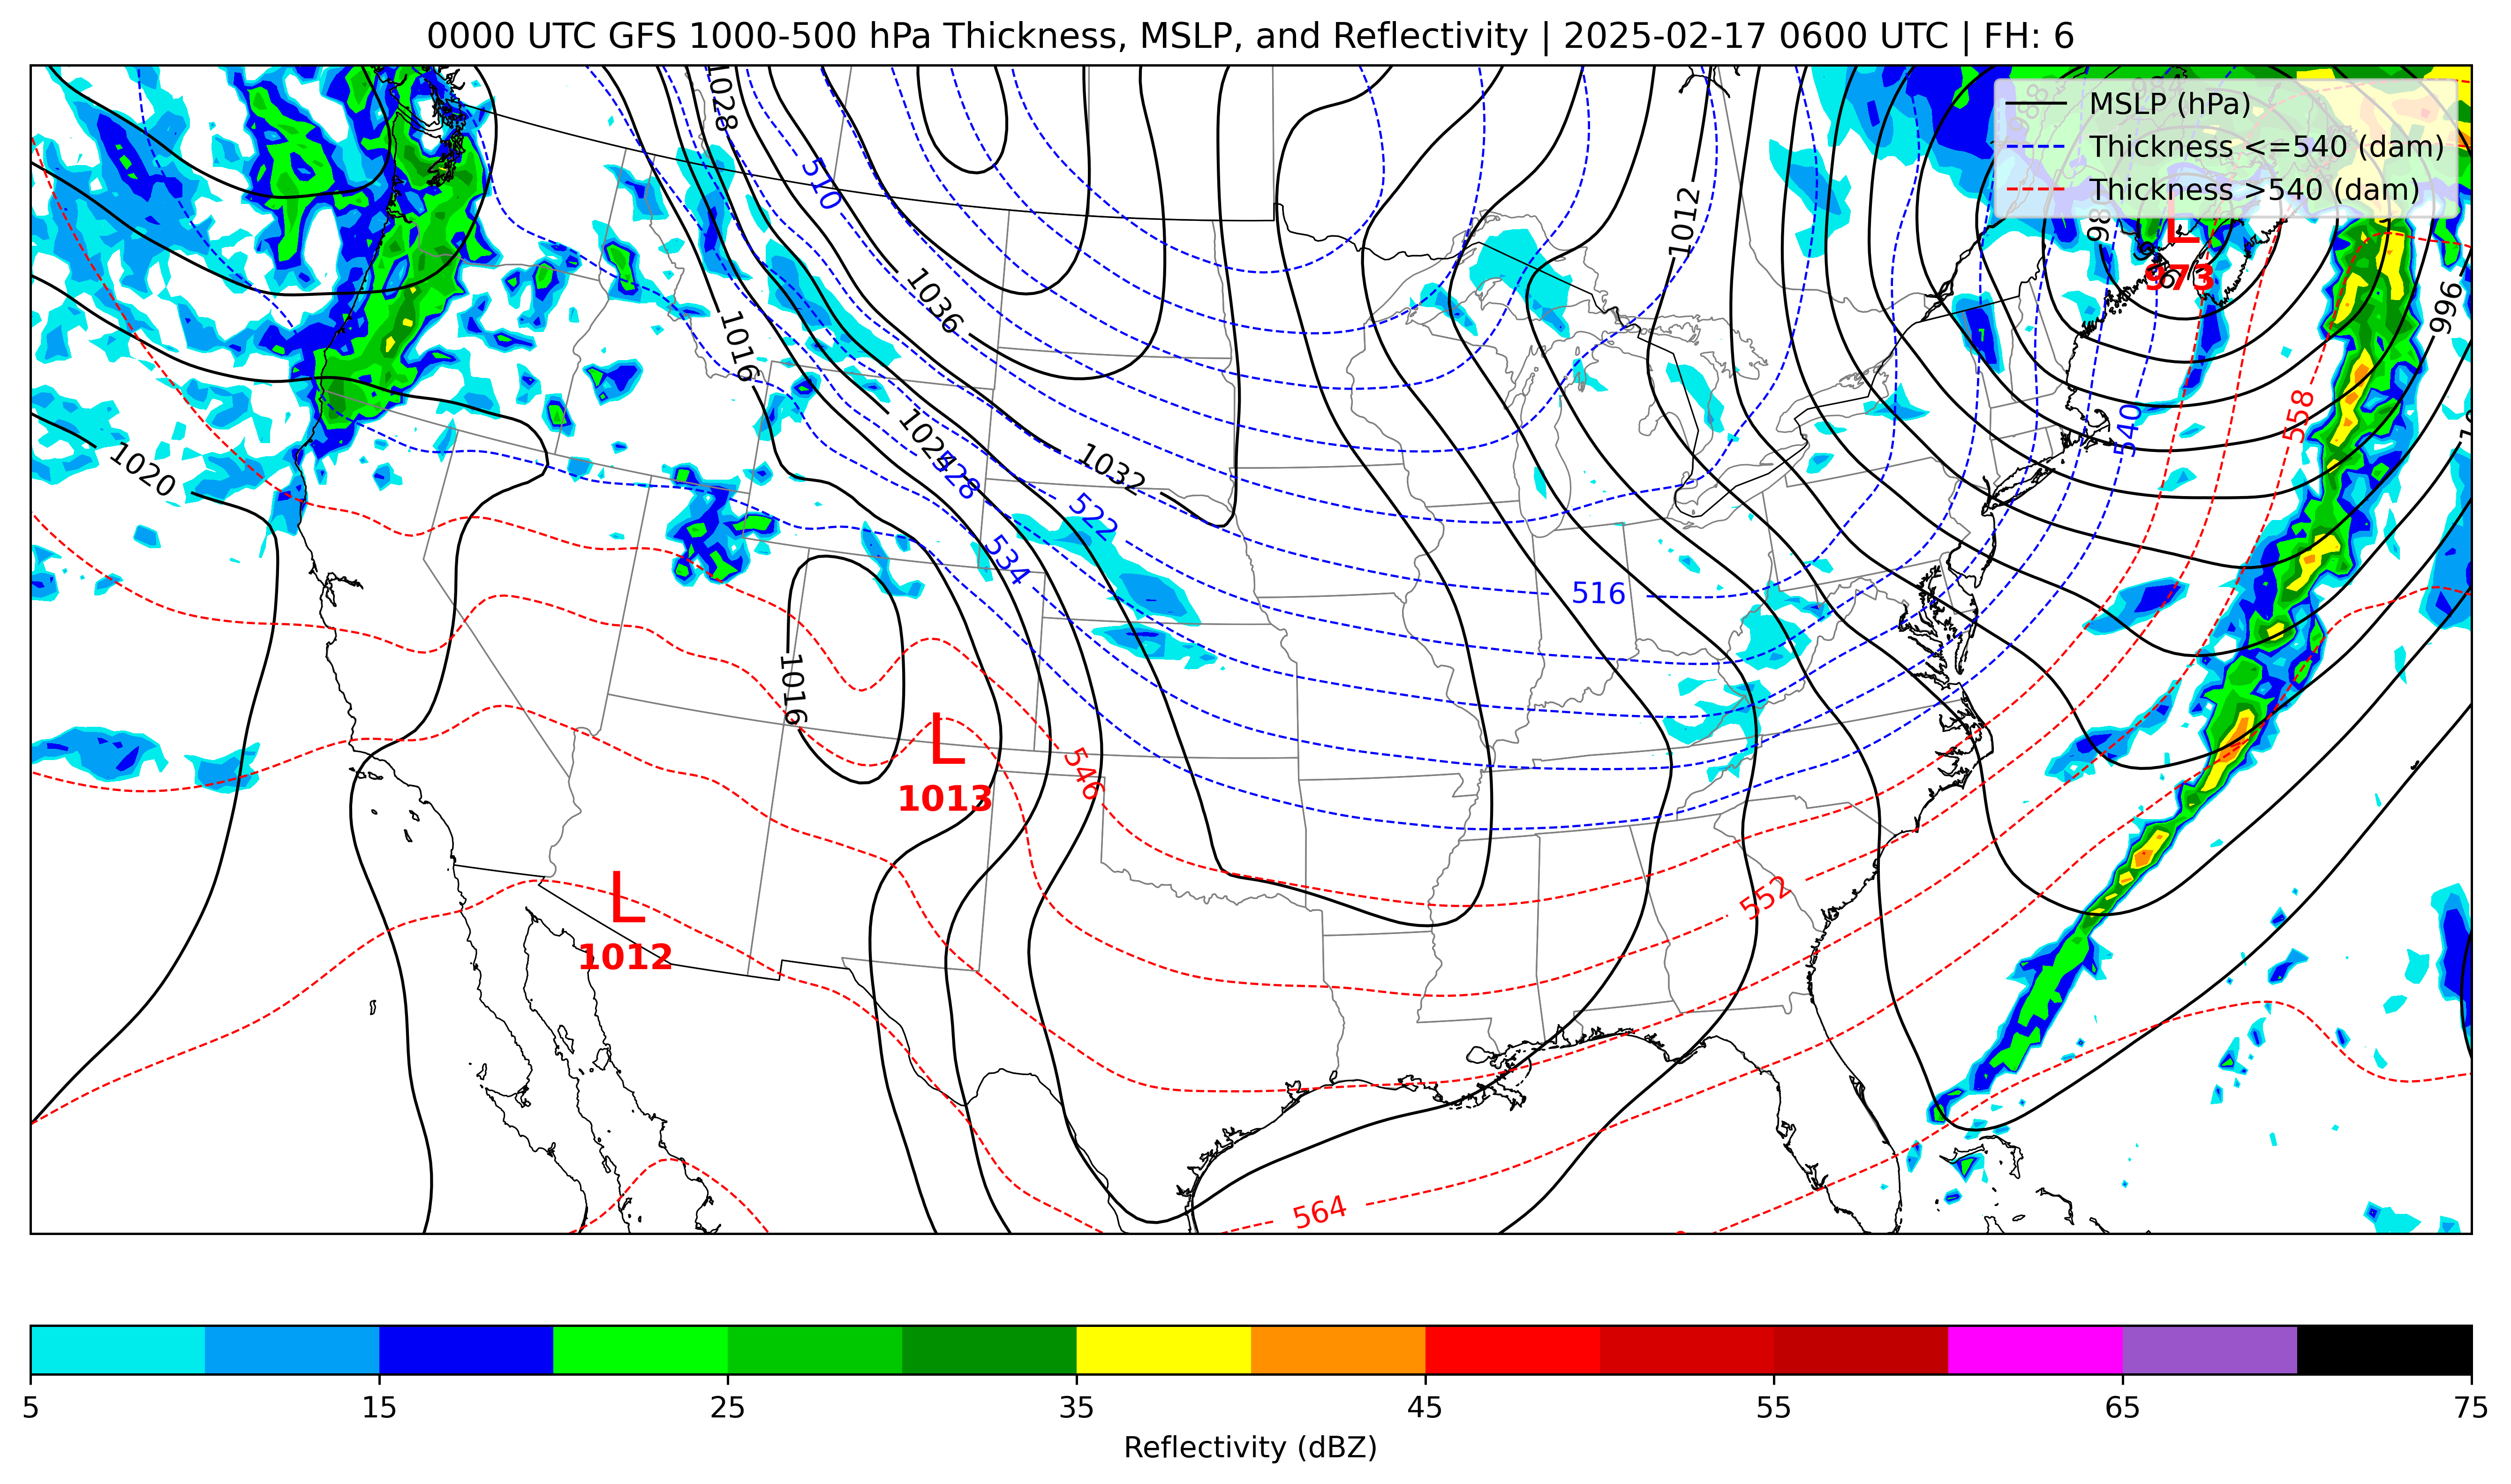 0000 UTC GFS 1000-500 hPa Thickness, MSLP, and Reflectivity | 2025-02-17 0600 UTC | FH: 6
MSLP (hPa)
Thickness <=540 (dam)
Thickness >540 (dam)
1028
510
1012
973
996
1036
1016
558
540
1020
1024
528
1032
522
534
516
1016
L
1013
546
L
1012
552
564
5 15 25 35 45 55 65 75
Reflectivity (dBZ)